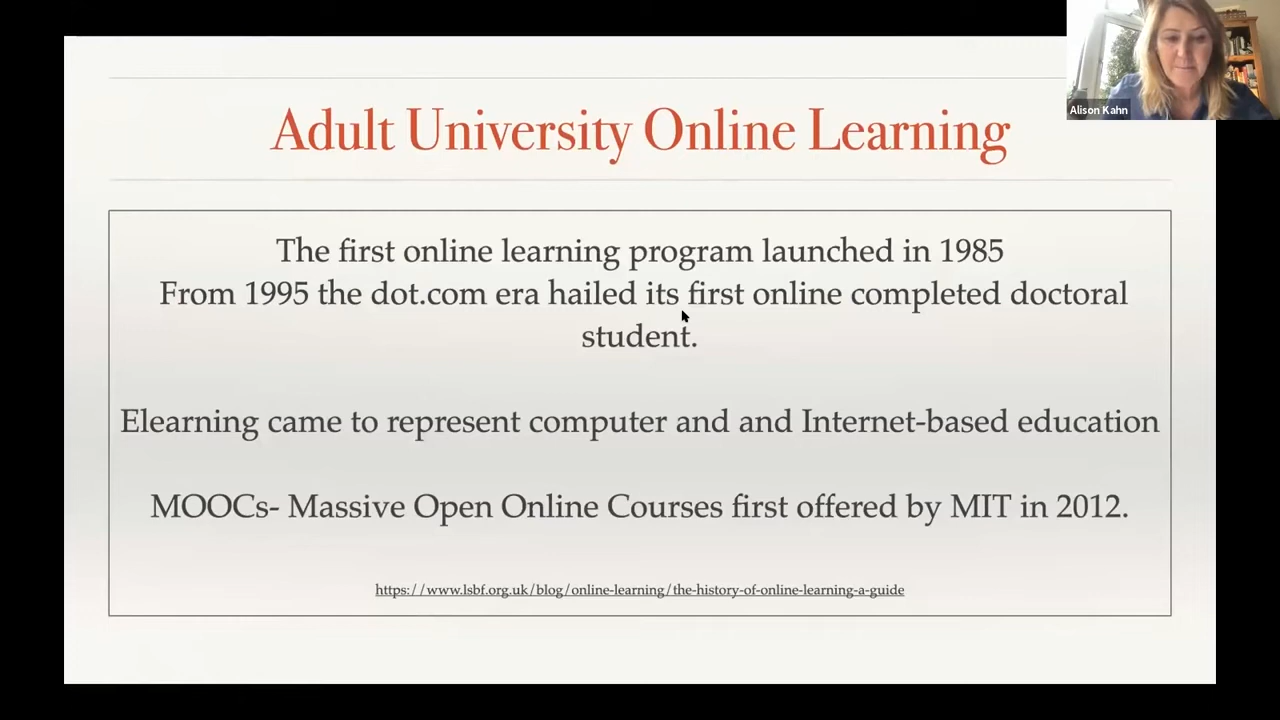 Alison Kahn
Adult University Online Learning
The first online learning program launched in 1985
From 1995 the dot.com era hailed its first online completed doctoral
student.
Elearning came to represent computer and and Internet-based education
MOOCs- Massive Open Online Courses first offered by MIT in 2012.
https://www.lsbf.org.uk/blog/online-learning/the-history-of-online-learning-a-guide